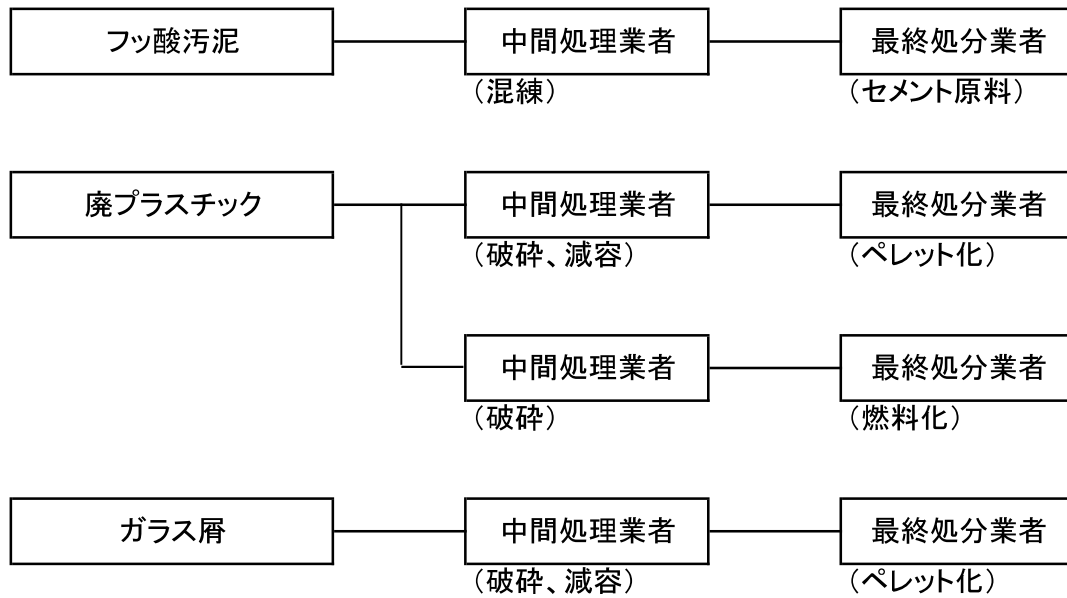 フッ酸汚泥 中間処理業者 最終処分業者
（混練） （セメント原料）
廃プラスチック 中間処理業者 最終処分業者
（破砕、減容） （ペレット化）
中間処理業者 最終処分業者
（破砕） （燃料化）
ガラス屑 中間処理業者 最終処分業者
（破砕、減容） （ペレット化）